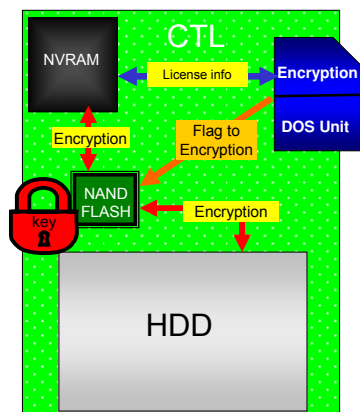 CTL
NVRAM
License info
Encryption
DOS Unit
Encryption
Flag to
Encryption
NAND
FLASH
key
Encryption
HDD